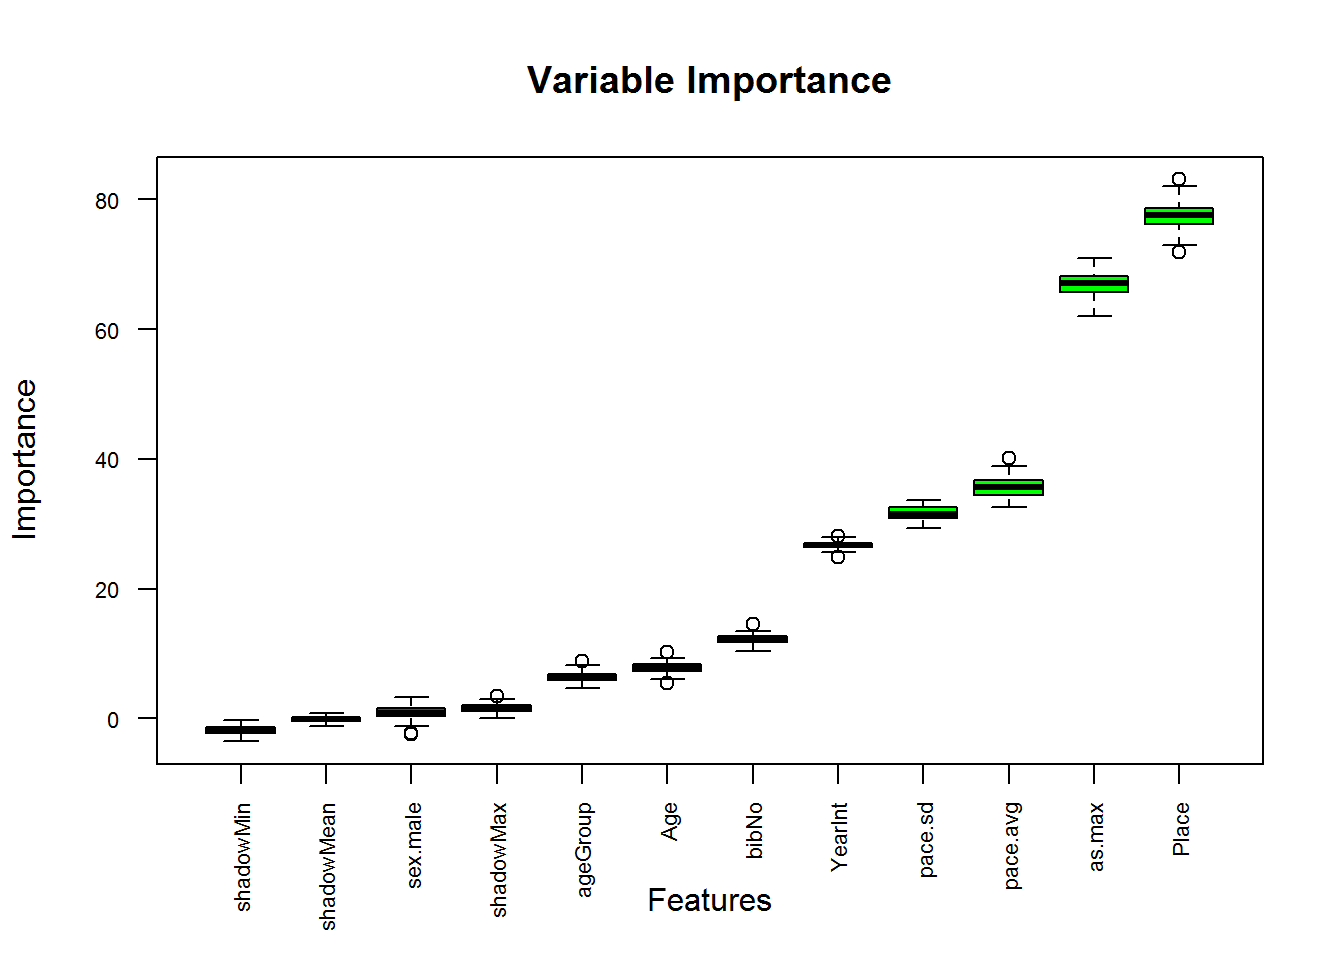 Variable Importance
Importance
80
60
40
20
0
shadowMin
shadowMean
sex.male
shadowMax
ageGroup
Age
bibNo
YearInt
pace.sd
pace.avg
as.max
Place
Features